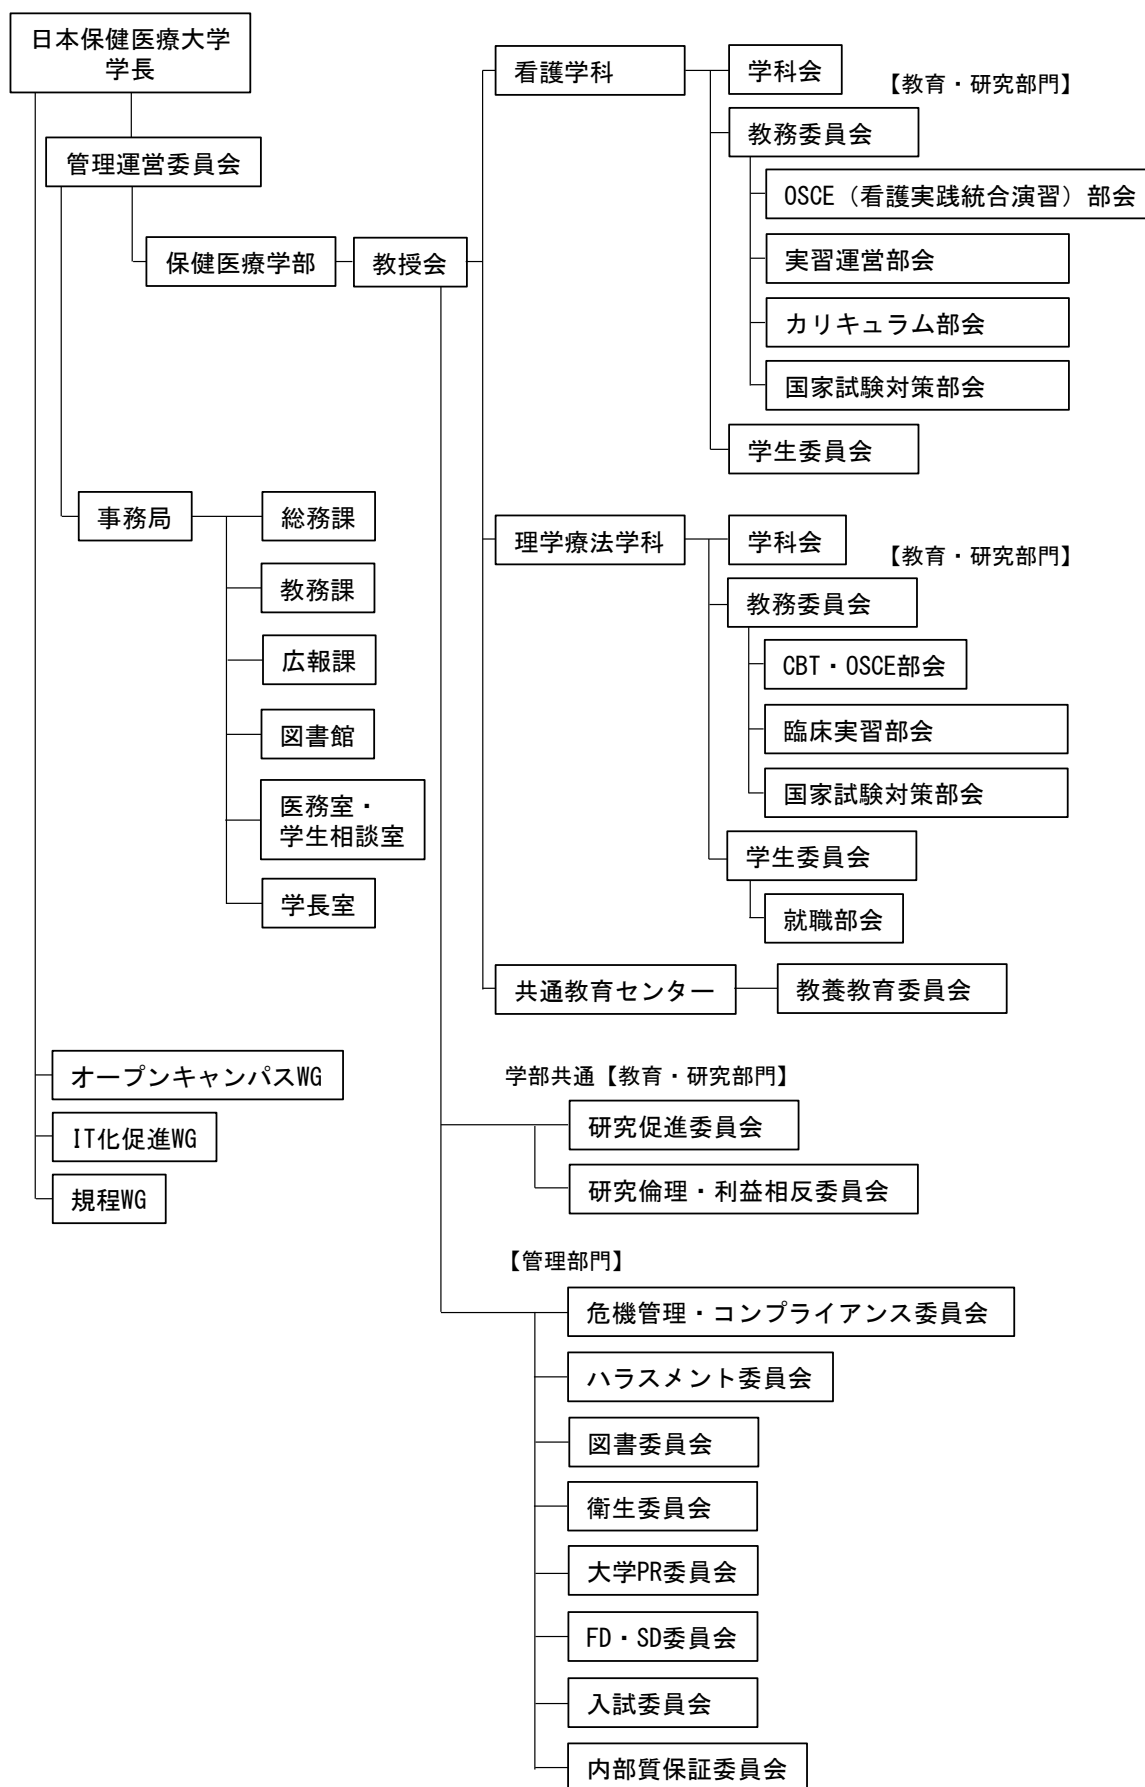 日本保健医療大学
学長
管理運営委員会
保健医療学部
教授会
看護学科
学科会
【教育・研究部門】
教務委員会
OSCE（看護実践統合演習）部会
実習運営部会
カリキュラム部会
国家試験対策部会
学生委員会
事務局
総務課
教務課
広報課
図書館
医務室・
学生相談室
学長室
理学療法学科
学科会
【教育・研究部門】
教務委員会
CBT・OSCE部会
臨床実習部会
国家試験対策部会
学生委員会
就職部会
共通教育センター
教養教育委員会
オープンキャンパスWG
IT化促進WG
規程WG
学部共通【教育・研究部門】
研究促進委員会
研究倫理・利益相反委員会
【管理部門】
危機管理・コンプライアンス委員会
ハラスメント委員会
図書委員会
衛生委員会
大学PR委員会
FD・SD委員会
入試委員会
内部質保証委員会